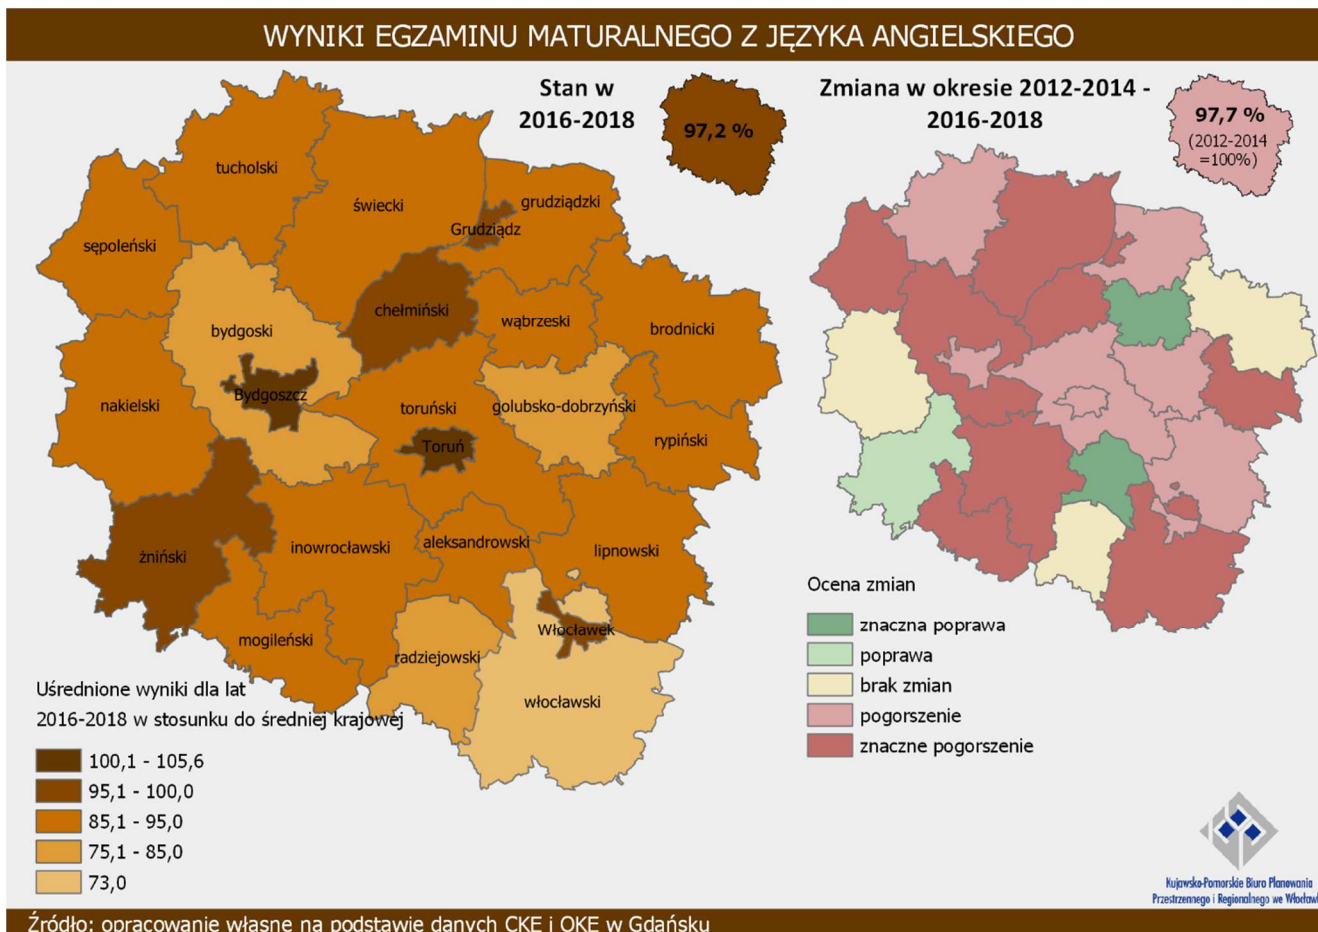 WYNIKI EGZAMINU MATURALNEGO Z JĘZYKA ANGIELSKIEGO
Stan w
2016-2018
97,2 %
Zmiana w okresie 2012-2014 -
2016-2018
97,7 %
(2012-2014
=100%)
tucholski
świecki
grudziądzki
Grudziądz
sępoleński
chełmiński
wąbrzeski
brodnicki
bydgoski
Bydgoszcz
nakielski
toruński
golubsko-dobrzyński
Toruń
rypiński
żniński
inowrocławski
aleksandrowski
lipnowski
mogileński
radziejowski
Włocławek
włocławski
Uśrednione wyniki dla lat
2016-2018 w stosunku do średniej krajowej
100,1 - 105,6
95,1 - 100,0
85,1 - 95,0
75,1 - 85,0
73,0
Ocena zmian
znaczna poprawa
poprawa
brak zmian
pogorszenie
znaczne pogorszenie
Kujawsko-Pomorskie Biuro Planowania
Przestrzennego i Regionalnego we Włocławk
Źródło: opracowanie własne na podstawie danych CKE i OKE w Gdańsku